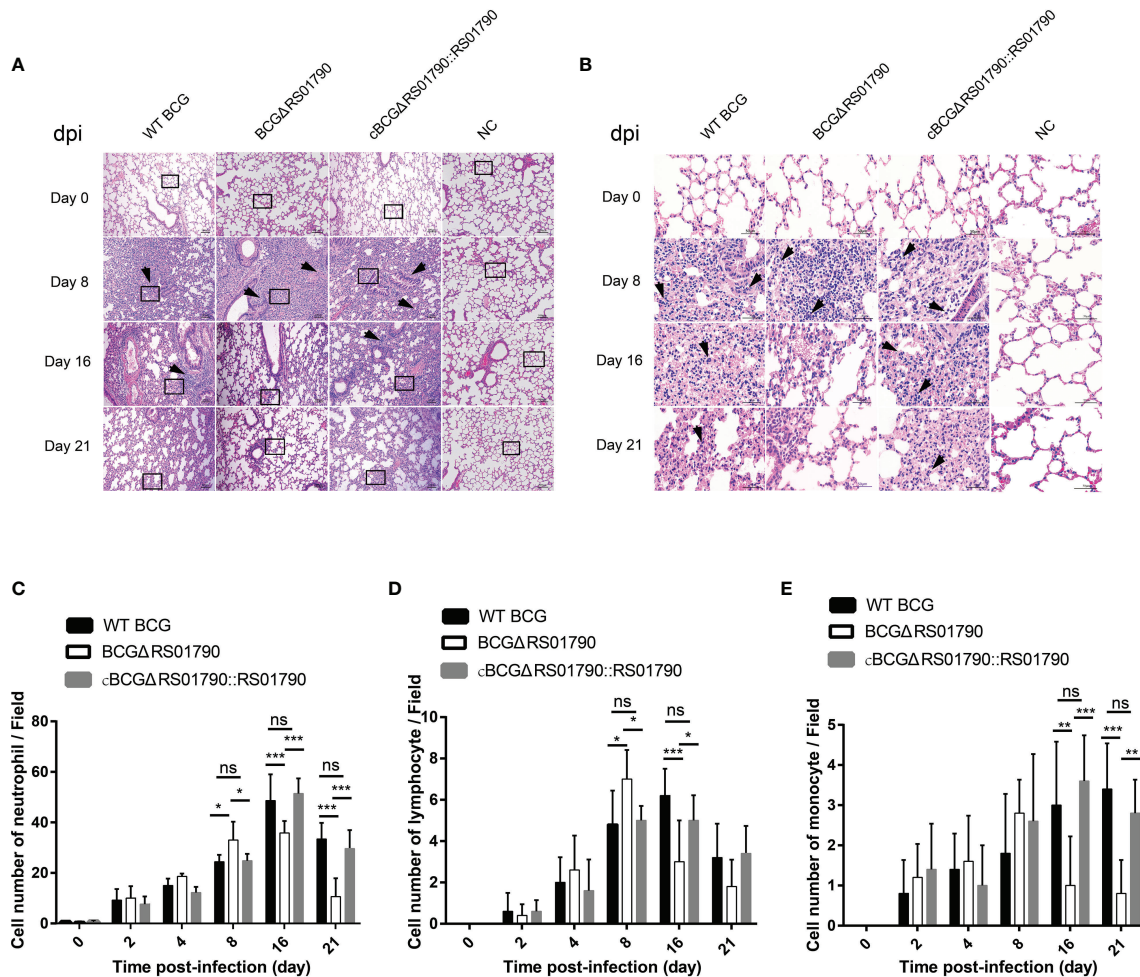 A
WT BCG
BCGΔRS01790
cBCGΔRS01790::RS01790
NC
dpi
Day 0
Day 8
Day 16
Day 21
B
WT BCG
BCGΔRS01790
cBCGΔRS01790::RS01790
NC
dpi
Day 0
Day 8
Day 16
Day 21
C
WT BCG
BCGΔRS01790
cBCGΔRS01790::RS01790
Cell number of neutrophil / Field
80
60
40
20
0
* ns *
*** ns ***
*** ns ***
0 2 4 8 16 21
Time post-infection (day)
D
WT BCG
BCGΔRS01790
cBCGΔRS01790::RS01790
Cell number of lymphocyte / Field
10
8
6
4
2
0
* ns *
*** ns *
0 2 4 8 16 21
Time post-infection (day)
E
WT BCG
BCGΔRS01790
cBCGΔRS01790::RS01790
Cell number of monocyte / Field
5
4
3
2
1
0
** ns ***
*** ns **
0 2 4 8 16 21
Time post-infection (day)